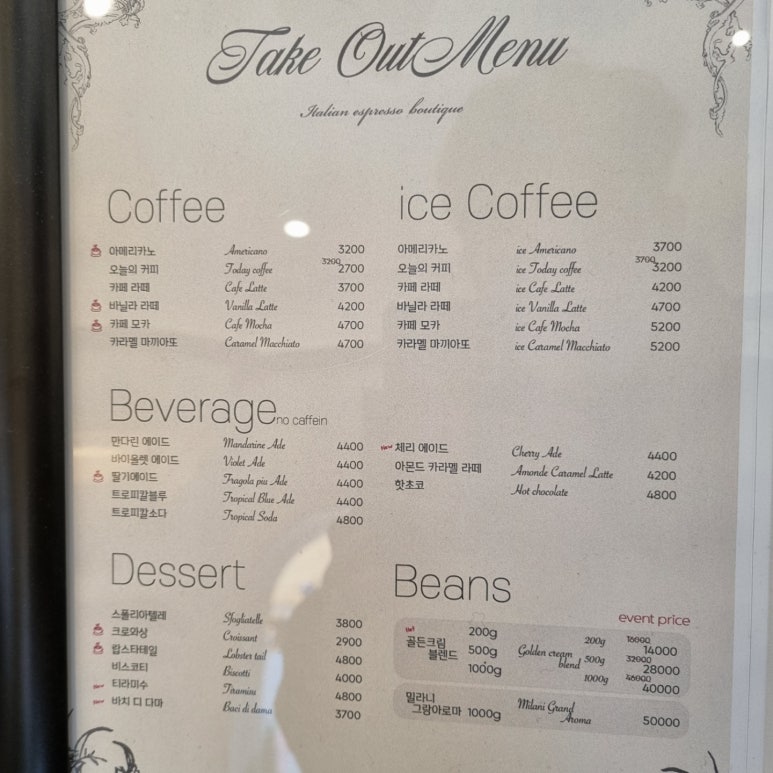 Take Out Menu
Italian espresso boutique
Coffee
아메리카노 Americano 3200
오늘의 커피 Today coffee 3200 2700
카페 라떼 Cafe Latte 3700
바닐라 라떼 Vanilla Latte 4200
카페 모카 Cafe Mocha 4700
카라멜 마끼아또 Caramel Macchiato 4700
ice Coffee
아메리카노 ice Americano 3700
오늘의 커피 ice Today coffee 3700 3200
카페 라떼 ice Cafe Latte 4200
바닐라 라떼 ice Vanilla Latte 4700
카페 모카 ice Cafe Mocha 5200
카라멜 마끼아또 ice Caramel Macchiato 5200
Beverage no caffein
만다린 에이드 Mandarine Ade 4400
바이올렛 에이드 Violet Ade 4400
딸기에이드 Fragola piu Ade 4400
트로피칼블루 Tropical Blue Ade 4400
트로피칼소다 Tropical Soda 4800
new 체리 에이드 Cherry Ade 4400
아몬드 카라멜 라떼 Amonde Caramel Latte 4200
핫초코 Hot chocolate 4800
Dessert
스폴리아텔레 Sfogliatelle 3800
크로와상 Croissant 2900
랍스타테일 Lobster tail 4800
비스코티 Biscotti 4000
new 티라미수 Tiramisu 4800
new 바치 디 다마 Baci di dama 3700
Beans
event price
골든크림 블렌드 200g 500g 1000g
Golden cream blend
200g 16000 14000
500g 32000 28000
1000g 46000 40000
밀라니 그랑아로마 1000g Milani Grand Aroma 50000